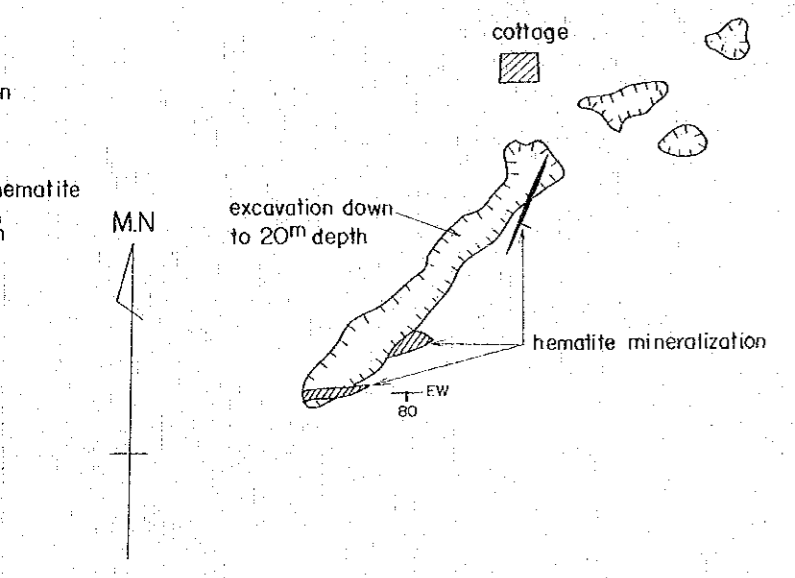 cottage
n
hematite
n
M.N
excavation down
to 20m depth
hematite mineralization
EW
80